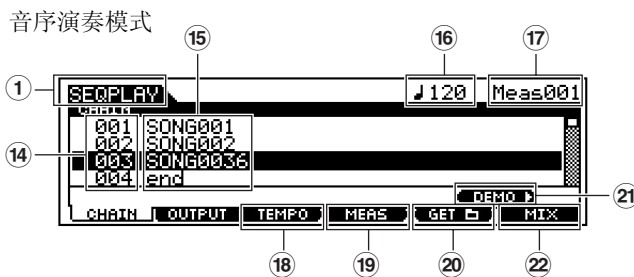 音序演奏模式
15 16 17
1 SEQPLAY ♩120 Meas001
CHAIN
001 SONG001
002 SONG002
14 003 SONG0036
004 end
DEMO 21
CHAIN OUTPUT TEMPO MEAS GET MIX
18 19 20 22